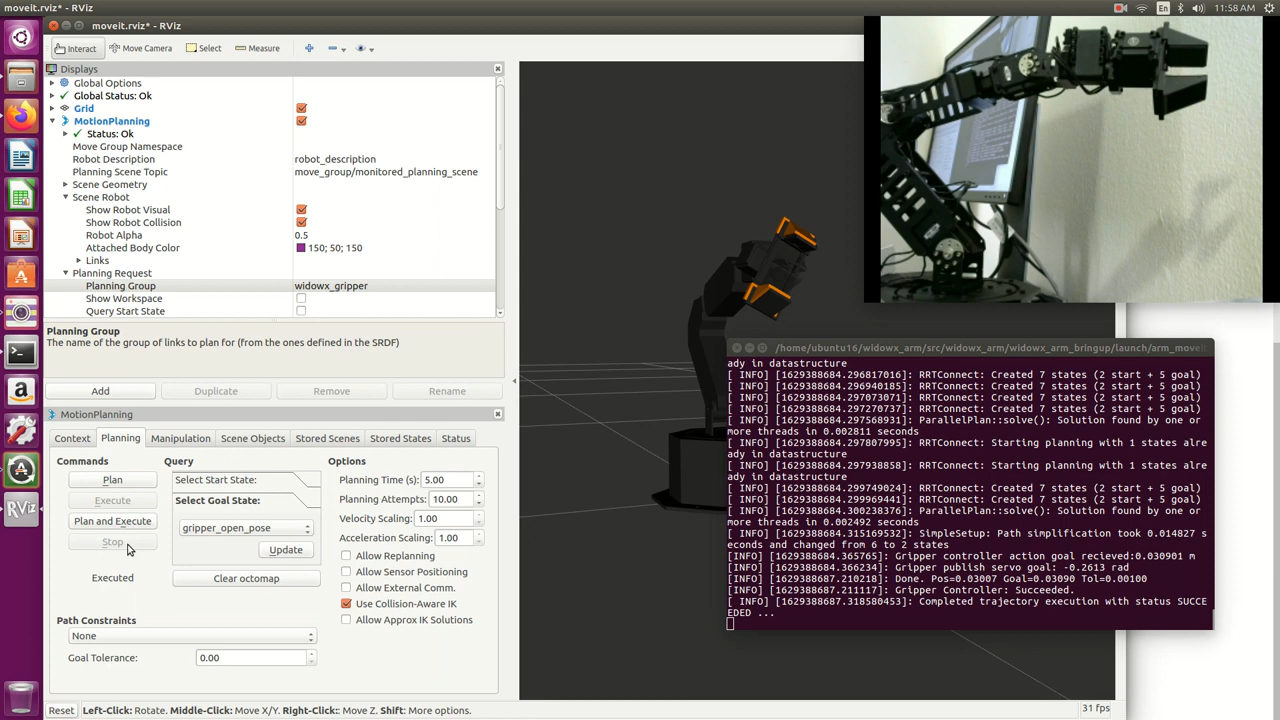 moveit.rviz* - RViz
En
11:58 AM
moveit.rviz* - RViz
Interact
Move Camera
Select
Measure
Displays
Global Options
Global Status: Ok
Grid
MotionPlanning
Status: Ok
Move Group Namespace
Robot Description robot_description
Planning Scene Topic move_group/monitored_planning_scene
Scene Geometry
Scene Robot
Show Robot Visual
Show Robot Collision
Robot Alpha 0.5
Attached Body Color 150; 50; 150
Links
Planning Request
Planning Group widowx_gripper
Show Workspace
Query Start State
Planning Group
The name of the group of links to plan for (from the ones defined in the SRDF)
Add Duplicate Remove Rename
MotionPlanning
Context Planning Manipulation Scene Objects Stored Scenes Stored States Status
Commands Query Options
Plan Select Start State: Planning Time (s): 5.00
Execute Select Goal State: Planning Attempts: 10.00
Plan and Execute gripper_open_pose Velocity Scaling: 1.00
Stop Update Acceleration Scaling: 1.00
Allow Replanning
Allow Sensor Positioning
Executed Clear octomap
Allow External Comm.
Use Collision-Aware IK
Allow Approx IK Solutions
Path Constraints
None
Goal Tolerance: 0.00
Reset Left-Click: Rotate. Middle-Click: Move X/Y. Right-Click:: Move Z. Shift: More options.
31 fps
/home/ubuntu16/widowx_arm/src/widowx_arm/widowx_arm_bringup/launch/arm_movei
ady in datastructure
[ INFO] [1629388684.296817016]: RRTConnect: Created 7 states (2 start + 5 goal)
[ INFO] [1629388684.296940185]: RRTConnect: Created 7 states (2 start + 5 goal)
[ INFO] [1629388684.297073071]: RRTConnect: Created 7 states (2 start + 5 goal)
[ INFO] [1629388684.297270737]: RRTConnect: Created 7 states (2 start + 5 goal)
[ INFO] [1629388684.297568931]: ParallelPlan::solve(): Solution found by one or
more threads in 0.002811 seconds
[ INFO] [1629388684.297807995]: RRTConnect: Starting planning with 1 states alre
ady in datastructure
[ INFO] [1629388684.297938858]: RRTConnect: Starting planning with 1 states alre
ady in datastructure
[ INFO] [1629388684.299749024]: RRTConnect: Created 7 states (2 start + 5 goal)
[ INFO] [1629388684.299969441]: RRTConnect: Created 7 states (2 start + 5 goal)
[ INFO] [1629388684.300238376]: ParallelPlan::solve(): Solution found by one or
more threads in 0.002492 seconds
[ INFO] [1629388684.315169532]: SimpleSetup: Path simplification took 0.014827 s
econds and changed from 6 to 2 states
[INFO] [1629388684.365765]: Gripper controller action goal recieved:0.030901 m
[INFO] [1629388684.366234]: Gripper publish servo goal: -0.2613 rad
[INFO] [1629388687.210218]: Done. Pos=0.03007 Goal=0.03090 Tol=0.00100
[INFO] [1629388687.211117]: Gripper Controller: Succeeded.
[ INFO] [1629388687.318580453]: Completed trajectory execution with status SUCCE
EDED ...